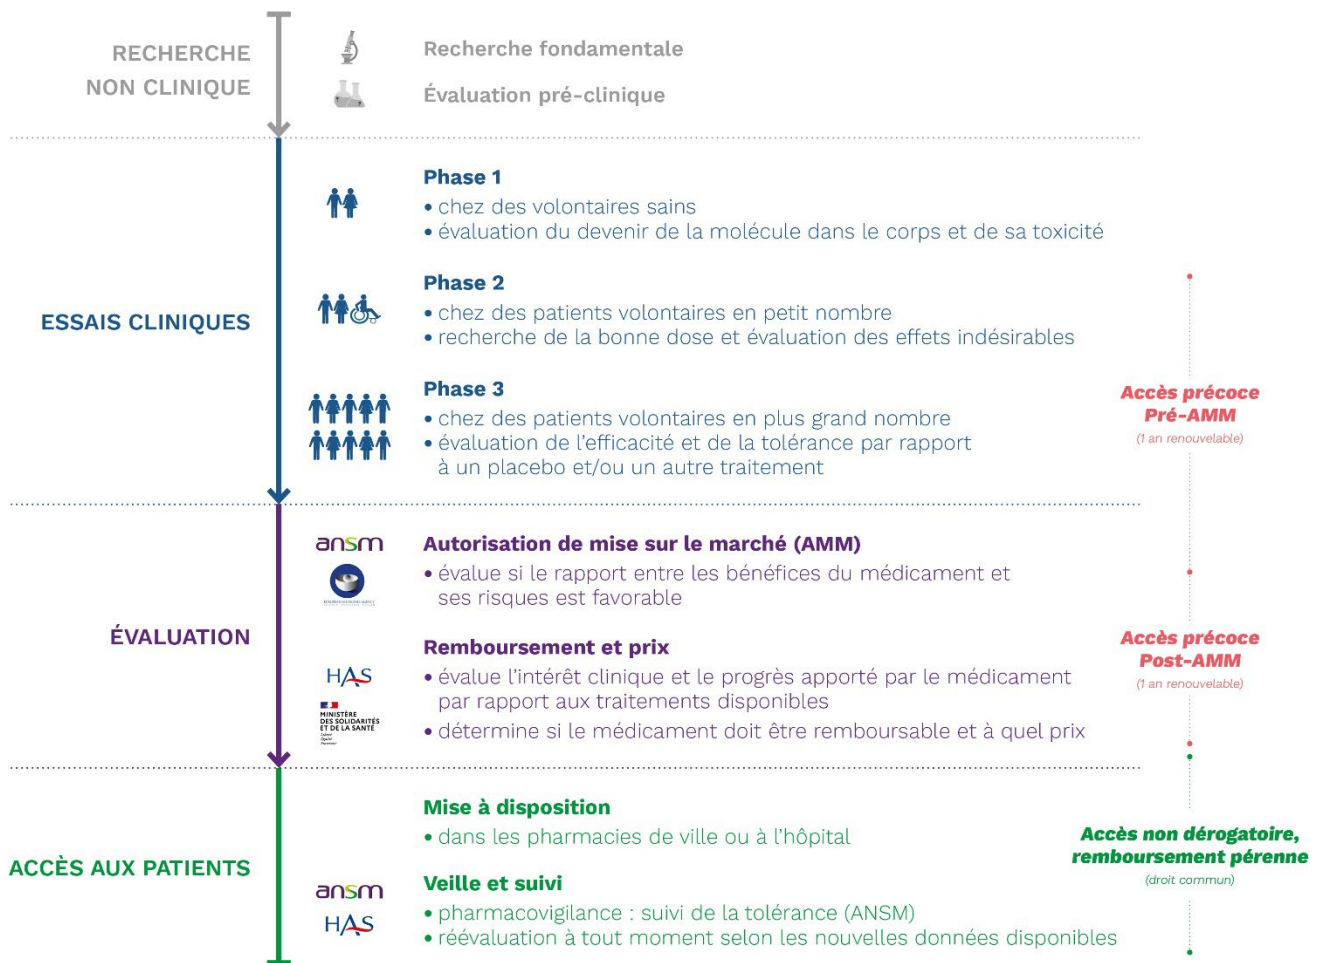 RECHERCHE
NON CLINIQUE
Recherche fondamentale
Évaluation pré-clinique
ESSAIS CLINIQUES
Phase 1
• chez des volontaires sains
• évaluation du devenir de la molécule dans le corps et de sa toxicité
Phase 2
• chez des patients volontaires en petit nombre
• recherche de la bonne dose et évaluation des effets indésirables
Phase 3
• chez des patients volontaires en plus grand nombre
• évaluation de l'efficacité et de la tolérance par rapport
à un placebo et/ou un autre traitement
Accès précoce
Pré-AMM
(1 an renouvelable)
ÉVALUATION
ansm
Autorisation de mise sur le marché (AMM)
• évalue si le rapport entre les bénéfices du médicament et
ses risques est favorable
Remboursement et prix
HAS
• évalue l'intérêt clinique et le progrès apporté par le médicament
par rapport aux traitements disponibles
MINISTÈRE
DES SOLIDARITÉS
ET DE LA SANTÉ
• détermine si le médicament doit être remboursable et à quel prix
Accès précoce
Post-AMM
(1 an renouvelable)
ACCÈS AUX PATIENTS
Mise à disposition
• dans les pharmacies de ville ou à l'hôpital
ansm
HAS
Veille et suivi
• pharmacovigilance : suivi de la tolérance (ANSM)
• réévaluation à tout moment selon les nouvelles données disponibles
Accès non dérogatoire,
remboursement pérenne
(droit commun)